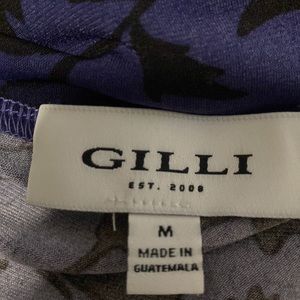 GILLI
EST. 2008
M
MADE IN
GUATEMALA